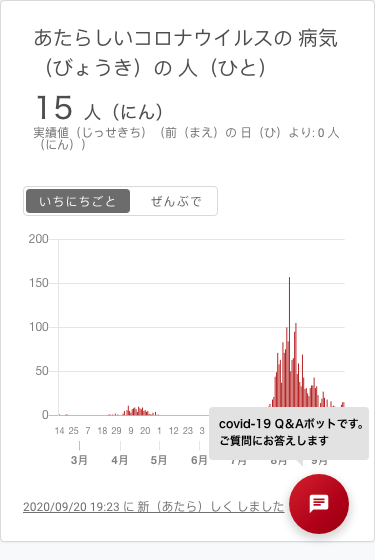 あたらしいコロナウイルスの 病気
（びょうき）の 人（ひと）
15 人（にん）
実績値（じっせきち）（前（まえ）の 日（ひ）より: 0 人
（にん））
いちにちごと ぜんぶで
200
150
100
50
0
14 25 7 18 29 9 20 1 12 23 3
3月 4月 5月 6月 7月 8月 9月
covid-19 Q&Aボットです。
ご質問にお答えします
2020/09/20 19:23 に 新（あたら）しく しました